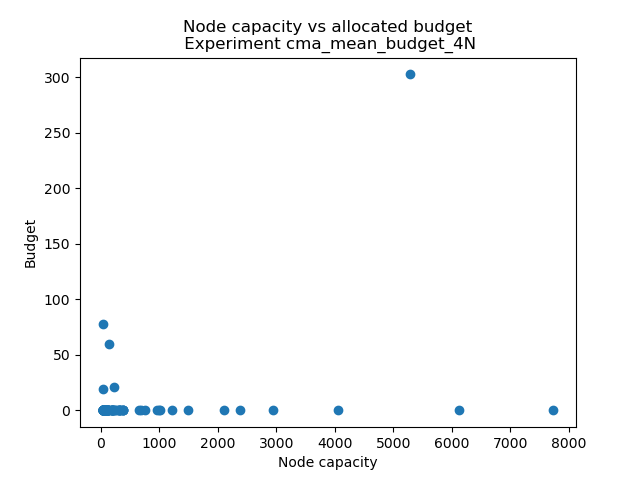 Node capacity vs allocated budget
Experiment cma_mean_budget_4N
300
250
200
150
100
50
0
Budget
0 1000 2000 3000 4000 5000 6000 7000 8000
Node capacity